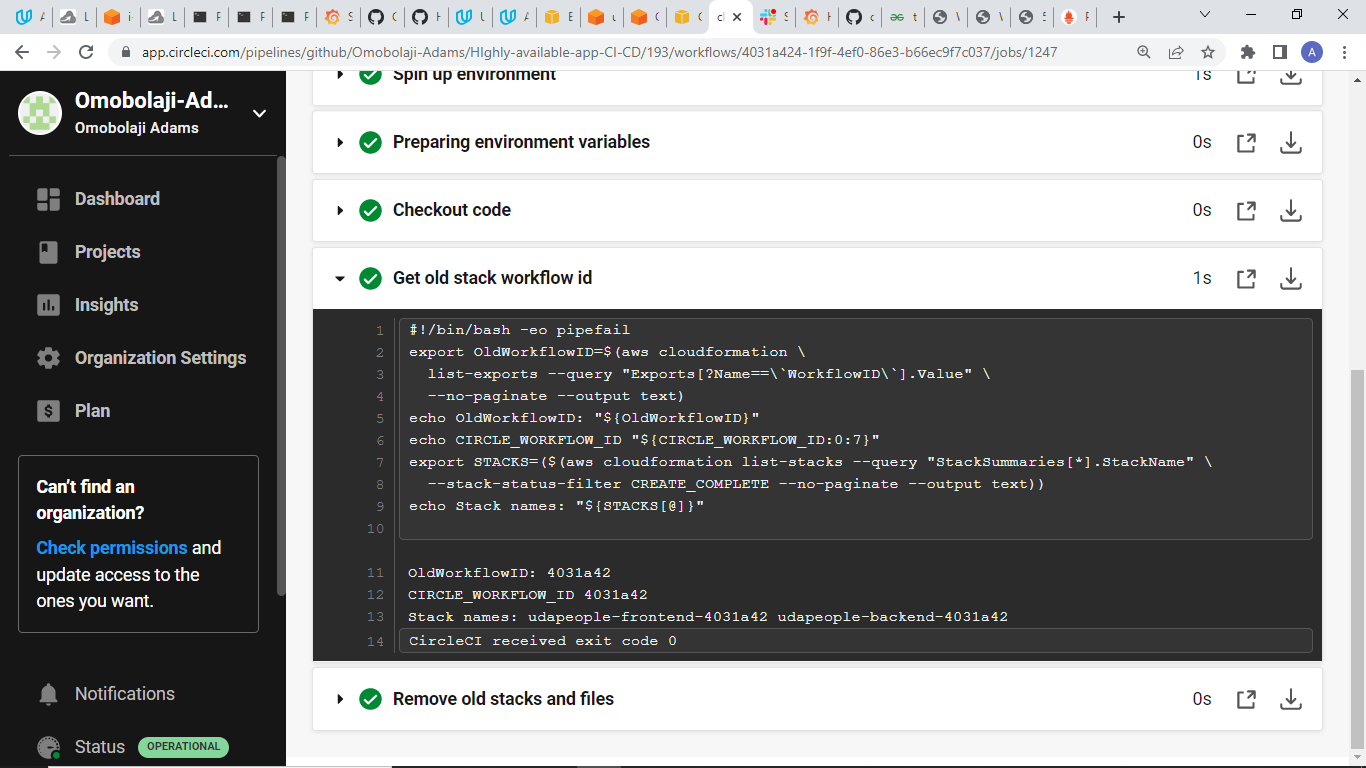 A
L
i
L
F
F
F
S
C
H
U
A
E
u
C
C
cl
S
H
c
t
V
V
S
F
app.circleci.com/pipelines/github/Omobolaji-Adams/HIghly-available-app-CI-CD/193/workflows/4031a424-1f9f-4ef0-86e3-b66ec9f7c037/jobs/1247
A
Omobolaji-Ad...
Omobolaji Adams
Dashboard
Projects
Insights
Organization Settings
Plan
Can't find an
organization?
Check permissions and
update access to the
ones you want.
Notifications
Status OPERATIONAL
Spin up environment 1s
Preparing environment variables 0s
Checkout code 0s
Get old stack workflow id 1s
1 #!/bin/bash -eo pipefail
2 export OldWorkflowID=$(aws cloudformation \
3 list-exports --query "Exports[?Name==\`WorkflowID\`].Value" \
4 --no-paginate --output text)
5 echo OldWorkflowID: "${OldWorkflowID}"
6 echo CIRCLE_WORKFLOW_ID "${CIRCLE_WORKFLOW_ID:0:7}"
7 export STACKS=($(aws cloudformation list-stacks --query "StackSummaries[*].StackName" \
8 --stack-status-filter CREATE_COMPLETE --no-paginate --output text))
9 echo Stack names: "${STACKS[@]}"
10
11 OldWorkflowID: 4031a42
12 CIRCLE_WORKFLOW_ID 4031a42
13 Stack names: udapeople-frontend-4031a42 udapeople-backend-4031a42
14 CircleCI received exit code 0
Remove old stacks and files 0s